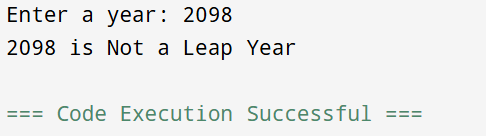 Enter a year: 2098
2098 is Not a Leap Year
=== Code Execution Successful ===